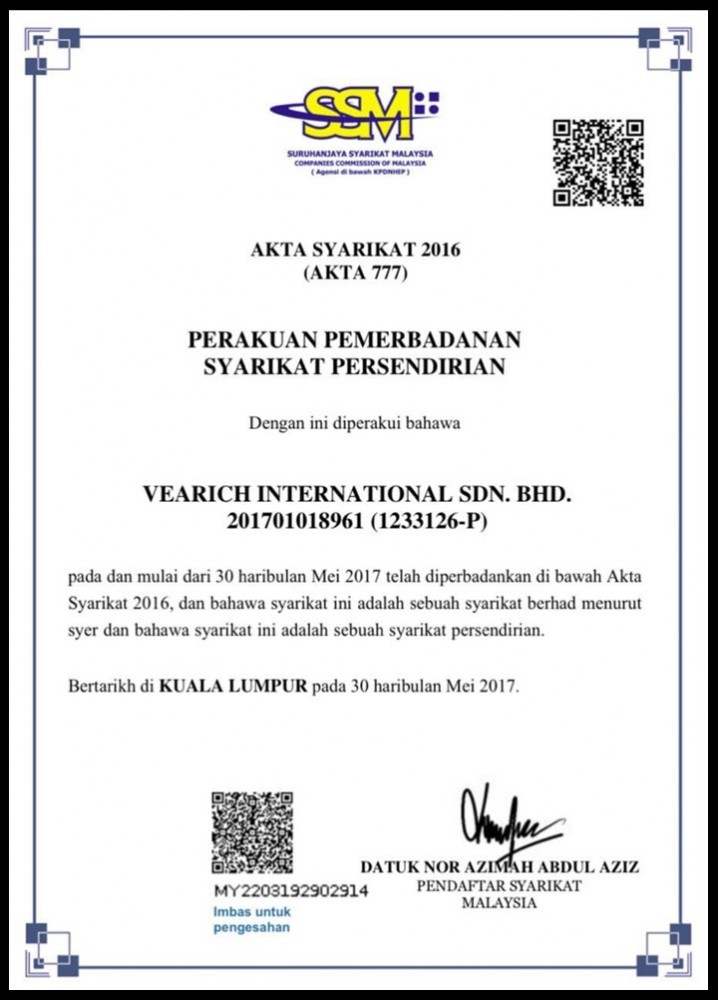 SSM
SURUHANJAYA SYARIKAT MALAYSIA
COMPANIES COMMISSION OF MALAYSIA
( Agensi di bawah KPDNHEP )
AKTA SYARIKAT 2016
(AKTA 777)
PERAKUAN PEMERBADANAN
SYARIKAT PERSENDIRIAN
Dengan ini diperakui bahawa
VEARICH INTERNATIONAL SDN. BHD.
201701018961 (1233126-P)
pada dan mulai dari 30 haribulan Mei 2017 telah diperbadankan di bawah Akta
Syarikat 2016, dan bahawa syarikat ini adalah sebuah syarikat berhad menurut
syer dan bahawa syarikat ini adalah sebuah syarikat persendirian.
Bertarikh di KUALA LUMPUR pada 30 haribulan Mei 2017.
DATUK NOR AZIMAH ABDUL AZIZ
PENDAFTAR SYARIKAT
MALAYSIA
MY2203192902914
Imbas untuk
pengesahan